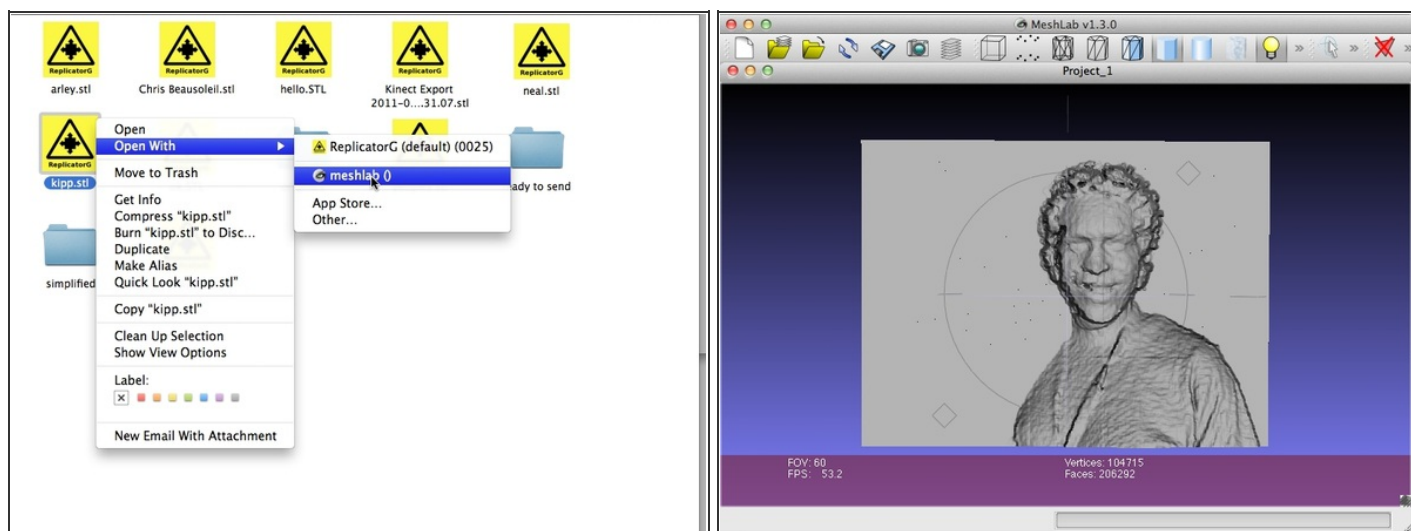 ReplicatorG
ReplicatorG
ReplicatorG
ReplicatorG
ReplicatorG
arley.stl
Chris Beausoleil.stl
hello.STL
Kinect Export
2011-0....31.07.stl
neal.stl
ReplicatorG
kipp.stl
simplified
ady to send
Open
Open With
Move to Trash
Get Info
Compress “kipp.stl”
Burn “kipp.stl” to Disc...
Duplicate
Make Alias
Quick Look “kipp.stl”
Copy “kipp.stl”
Clean Up Selection
Show View Options
Label:
New Email With Attachment
ReplicatorG (default) (0025)
meshlab ()
App Store...
Other...
MeshLab v1.3.0
Project_1
FOV: 60
FPS: 53.2
Vertices: 104715
Faces: 206292